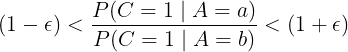 (1 − ϵ) < P(C = 1 | A = a) / P(C = 1 | A = b) < (1 + ϵ)